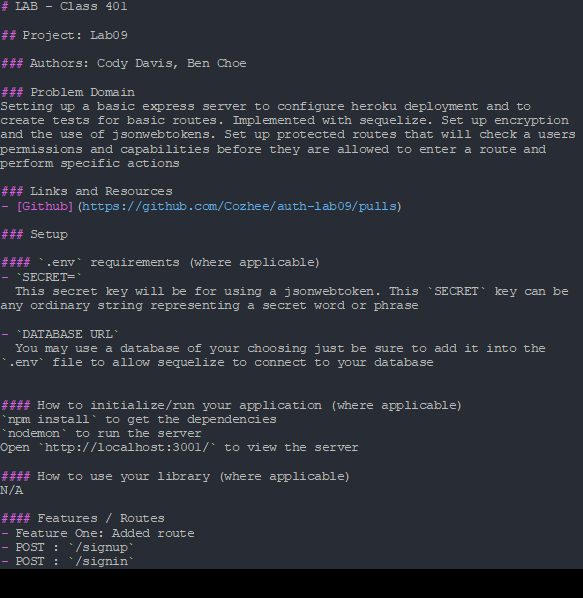 # LAB - Class 401
## Project: Lab09
### Authors: Cody Davis, Ben Choe
### Problem Domain
Setting up a basic express server to configure heroku deployment and to
create tests for basic routes. Implemented with sequelize. Set up encryption
and the use of jsonwebtokens. Set up protected routes that will check a users
permissions and capabilities before they are allowed to enter a route and
perform specific actions
### Links and Resources
- [Github](https://github.com/Cozhee/auth-lab09/pulls)
### Setup
#### `.env` requirements (where applicable)
- `SECRET=`
This secret key will be for using a jsonwebtoken. This `SECRET` key can be
any ordinary string representing a secret word or phrase
- `DATABASE URL`
You may use a database of your choosing just be sure to add it into the
`.env` file to allow sequelize to connect to your database
#### How to initialize/run your application (where applicable)
`npm install` to get the dependencies
`nodemon` to run the server
Open `http://localhost:3001/` to view the server
#### How to use your library (where applicable)
N/A
#### Features / Routes
- Feature One: Added route
- POST : `/signup`
- POST : `/signin`